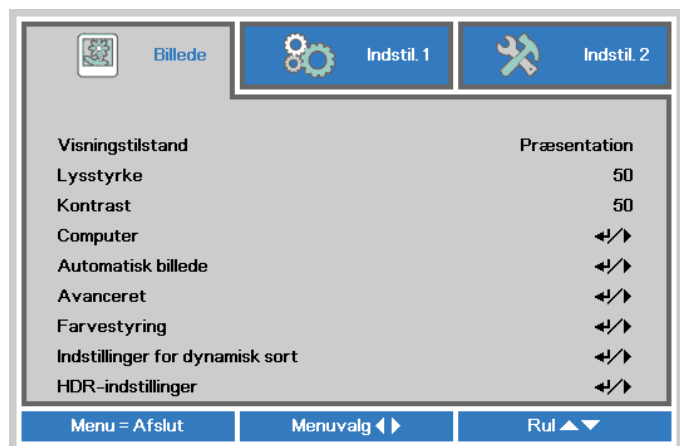 Billede Indstil. 1 Indstil. 2
Visningstilstand Præsentation
Lysstyrke 50
Kontrast 50
Computer
Automatisk billede
Avanceret
Farvestyring
Indstillinger for dynamisk sort
HDR-indstillinger
Menu = Afslut Menuvalg Rul